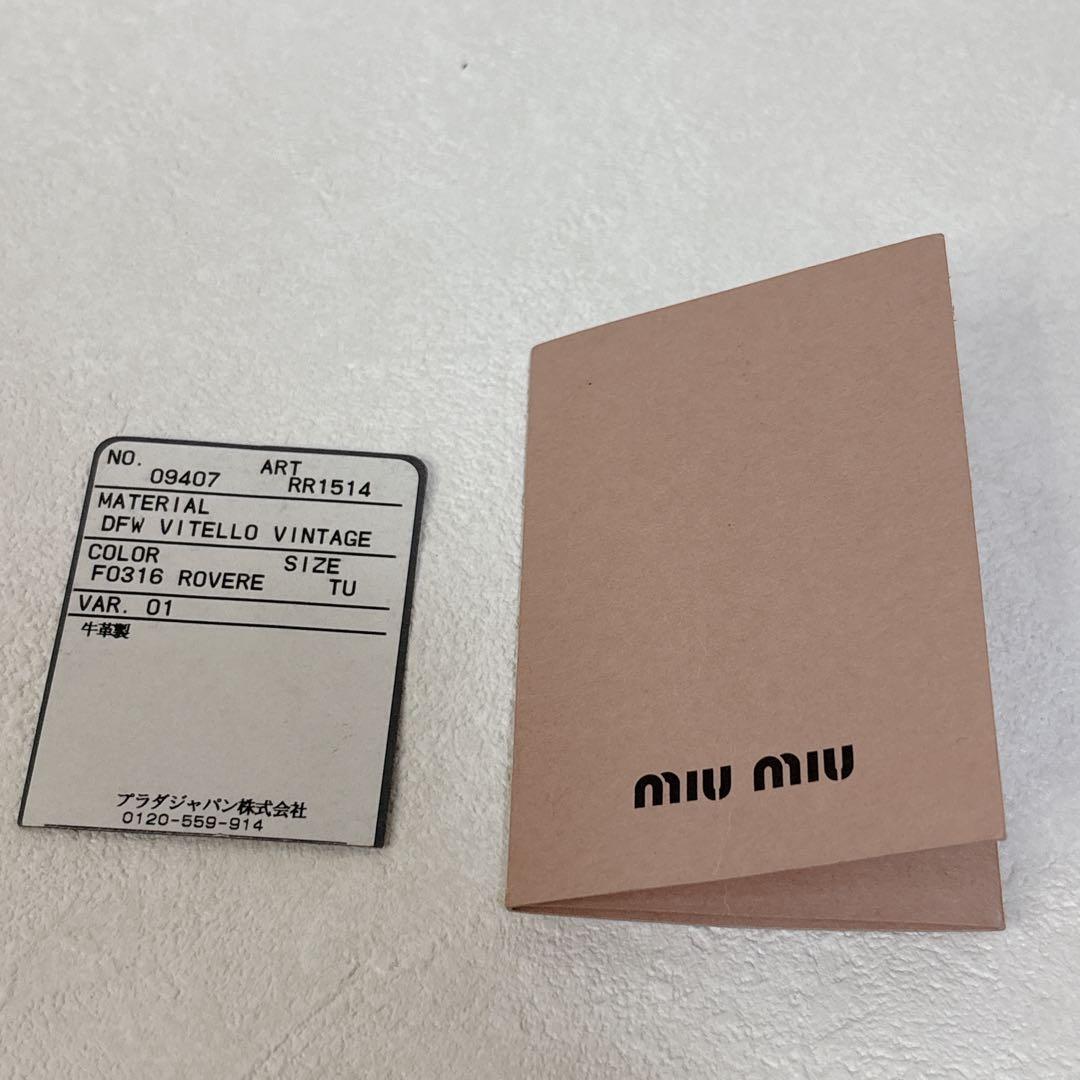 NO. ART
09407 RR1514
MATERIAL
DFW VITELLO VINTAGE
COLOR SIZE
F0316 ROVERE TU
VAR. 01
牛革製
プラダジャパン株式会社
0120-559-914
miu miu